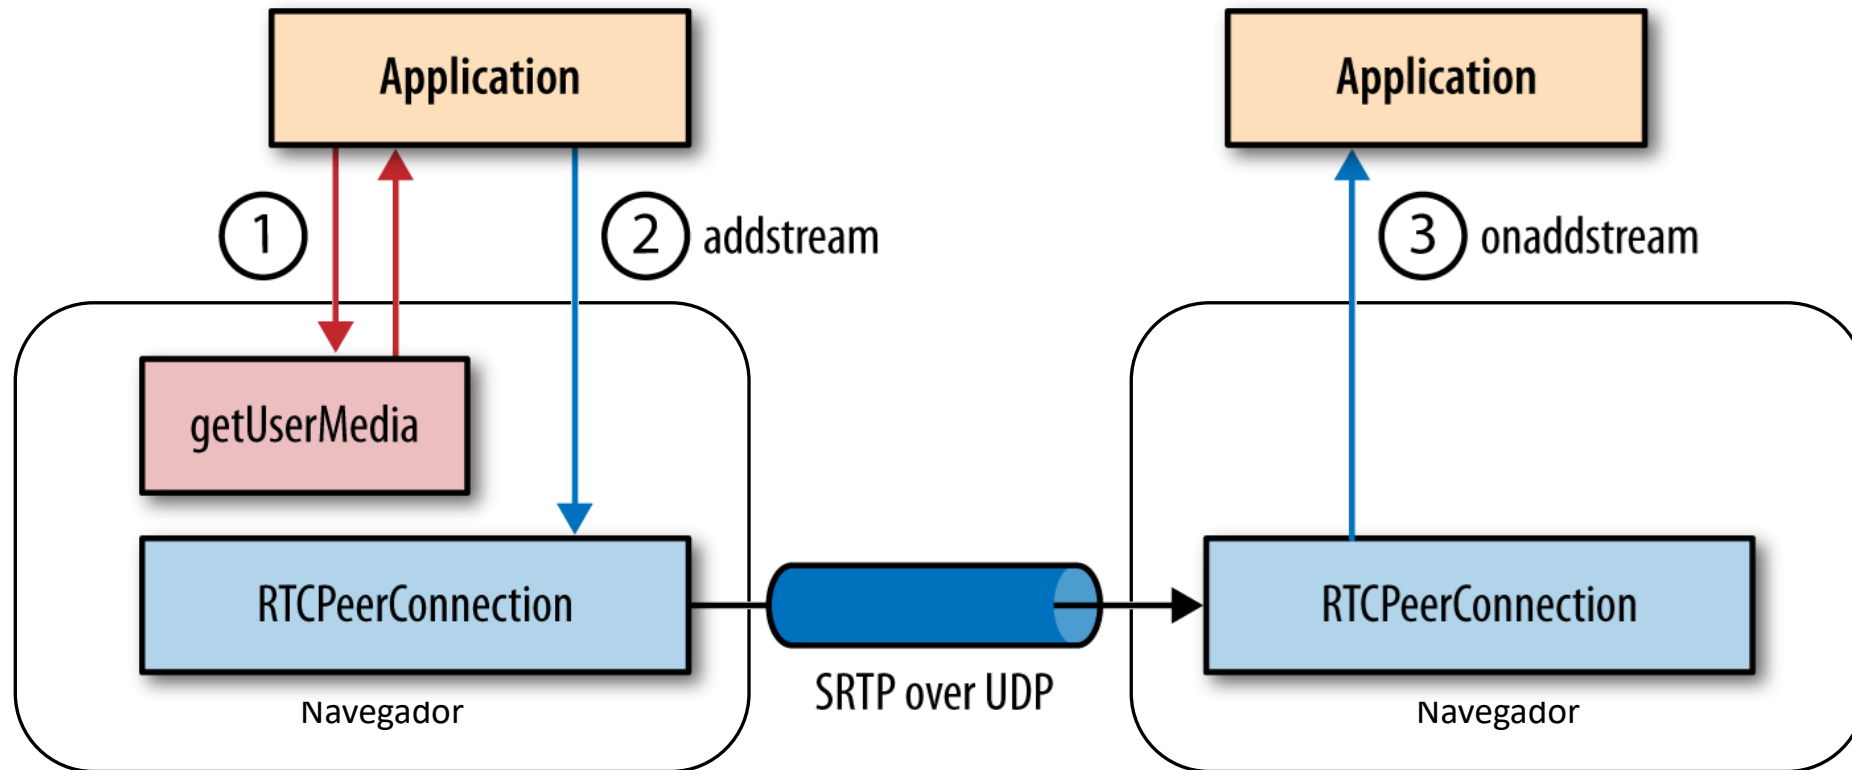 Application
Application
1
2 addstream
3 onaddstream
getUserMedia
RTCPeerConnection
RTCPeerConnection
SRTP over UDP
Navegador
Navegador